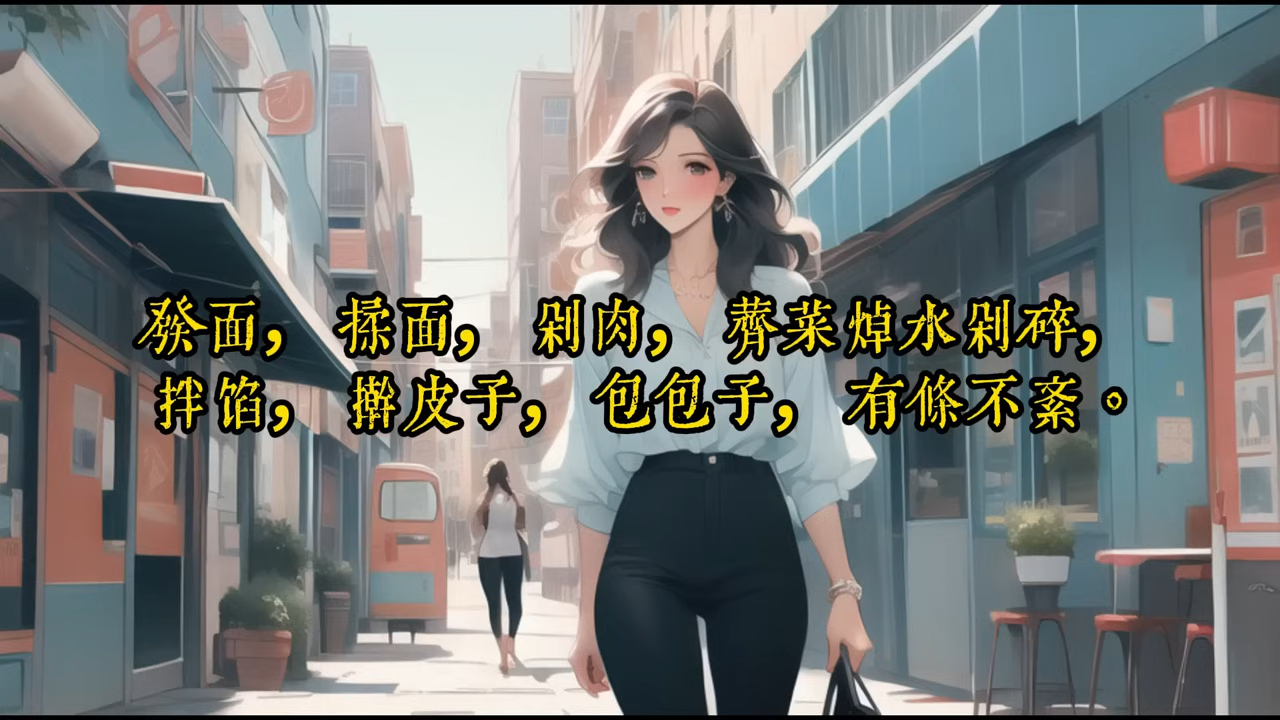 發面, 揉面, 剁肉, 薺菜焯水剁碎,
拌馅, 擀皮子, 包包子, 有條不紊。